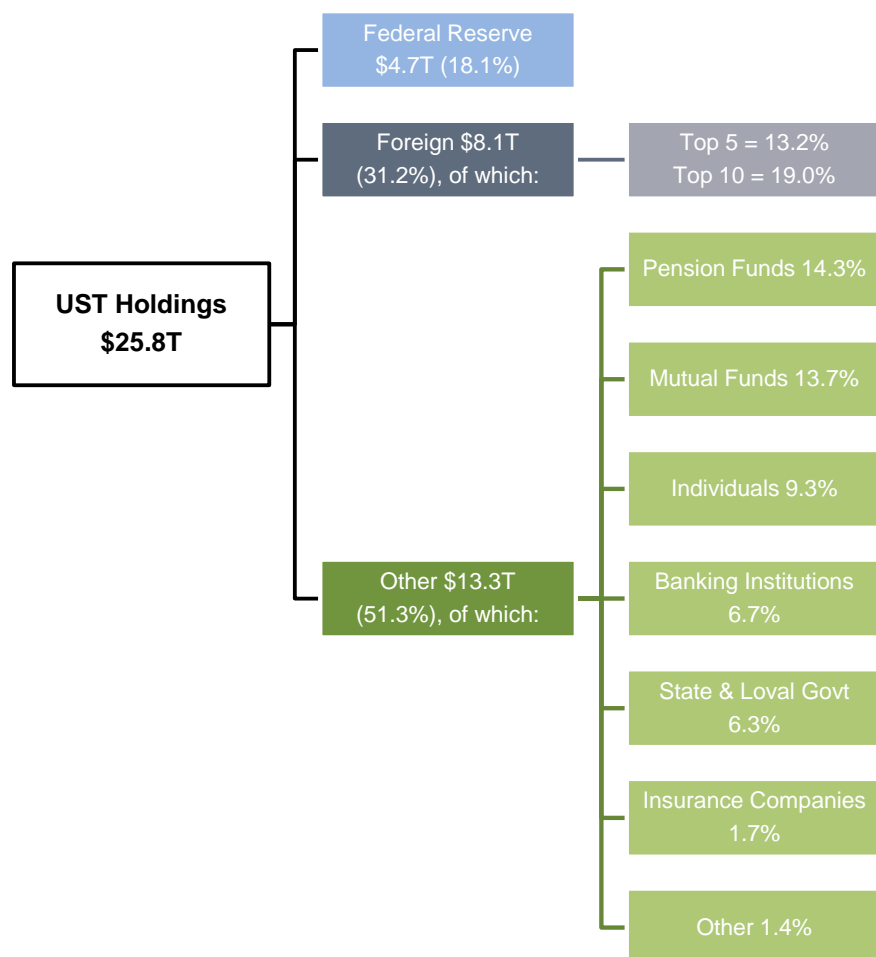 Federal Reserve
$4.7T (18.1%)
Foreign $8.1T
(31.2%), of which:
Top 5 = 13.2%
Top 10 = 19.0%
UST Holdings
$25.8T
Other $13.3T
(51.3%), of which:
Pension Funds 14.3%
Mutual Funds 13.7%
Individuals 9.3%
Banking Institutions
6.7%
State & Loval Govt
6.3%
Insurance Companies
1.7%
Other 1.4%